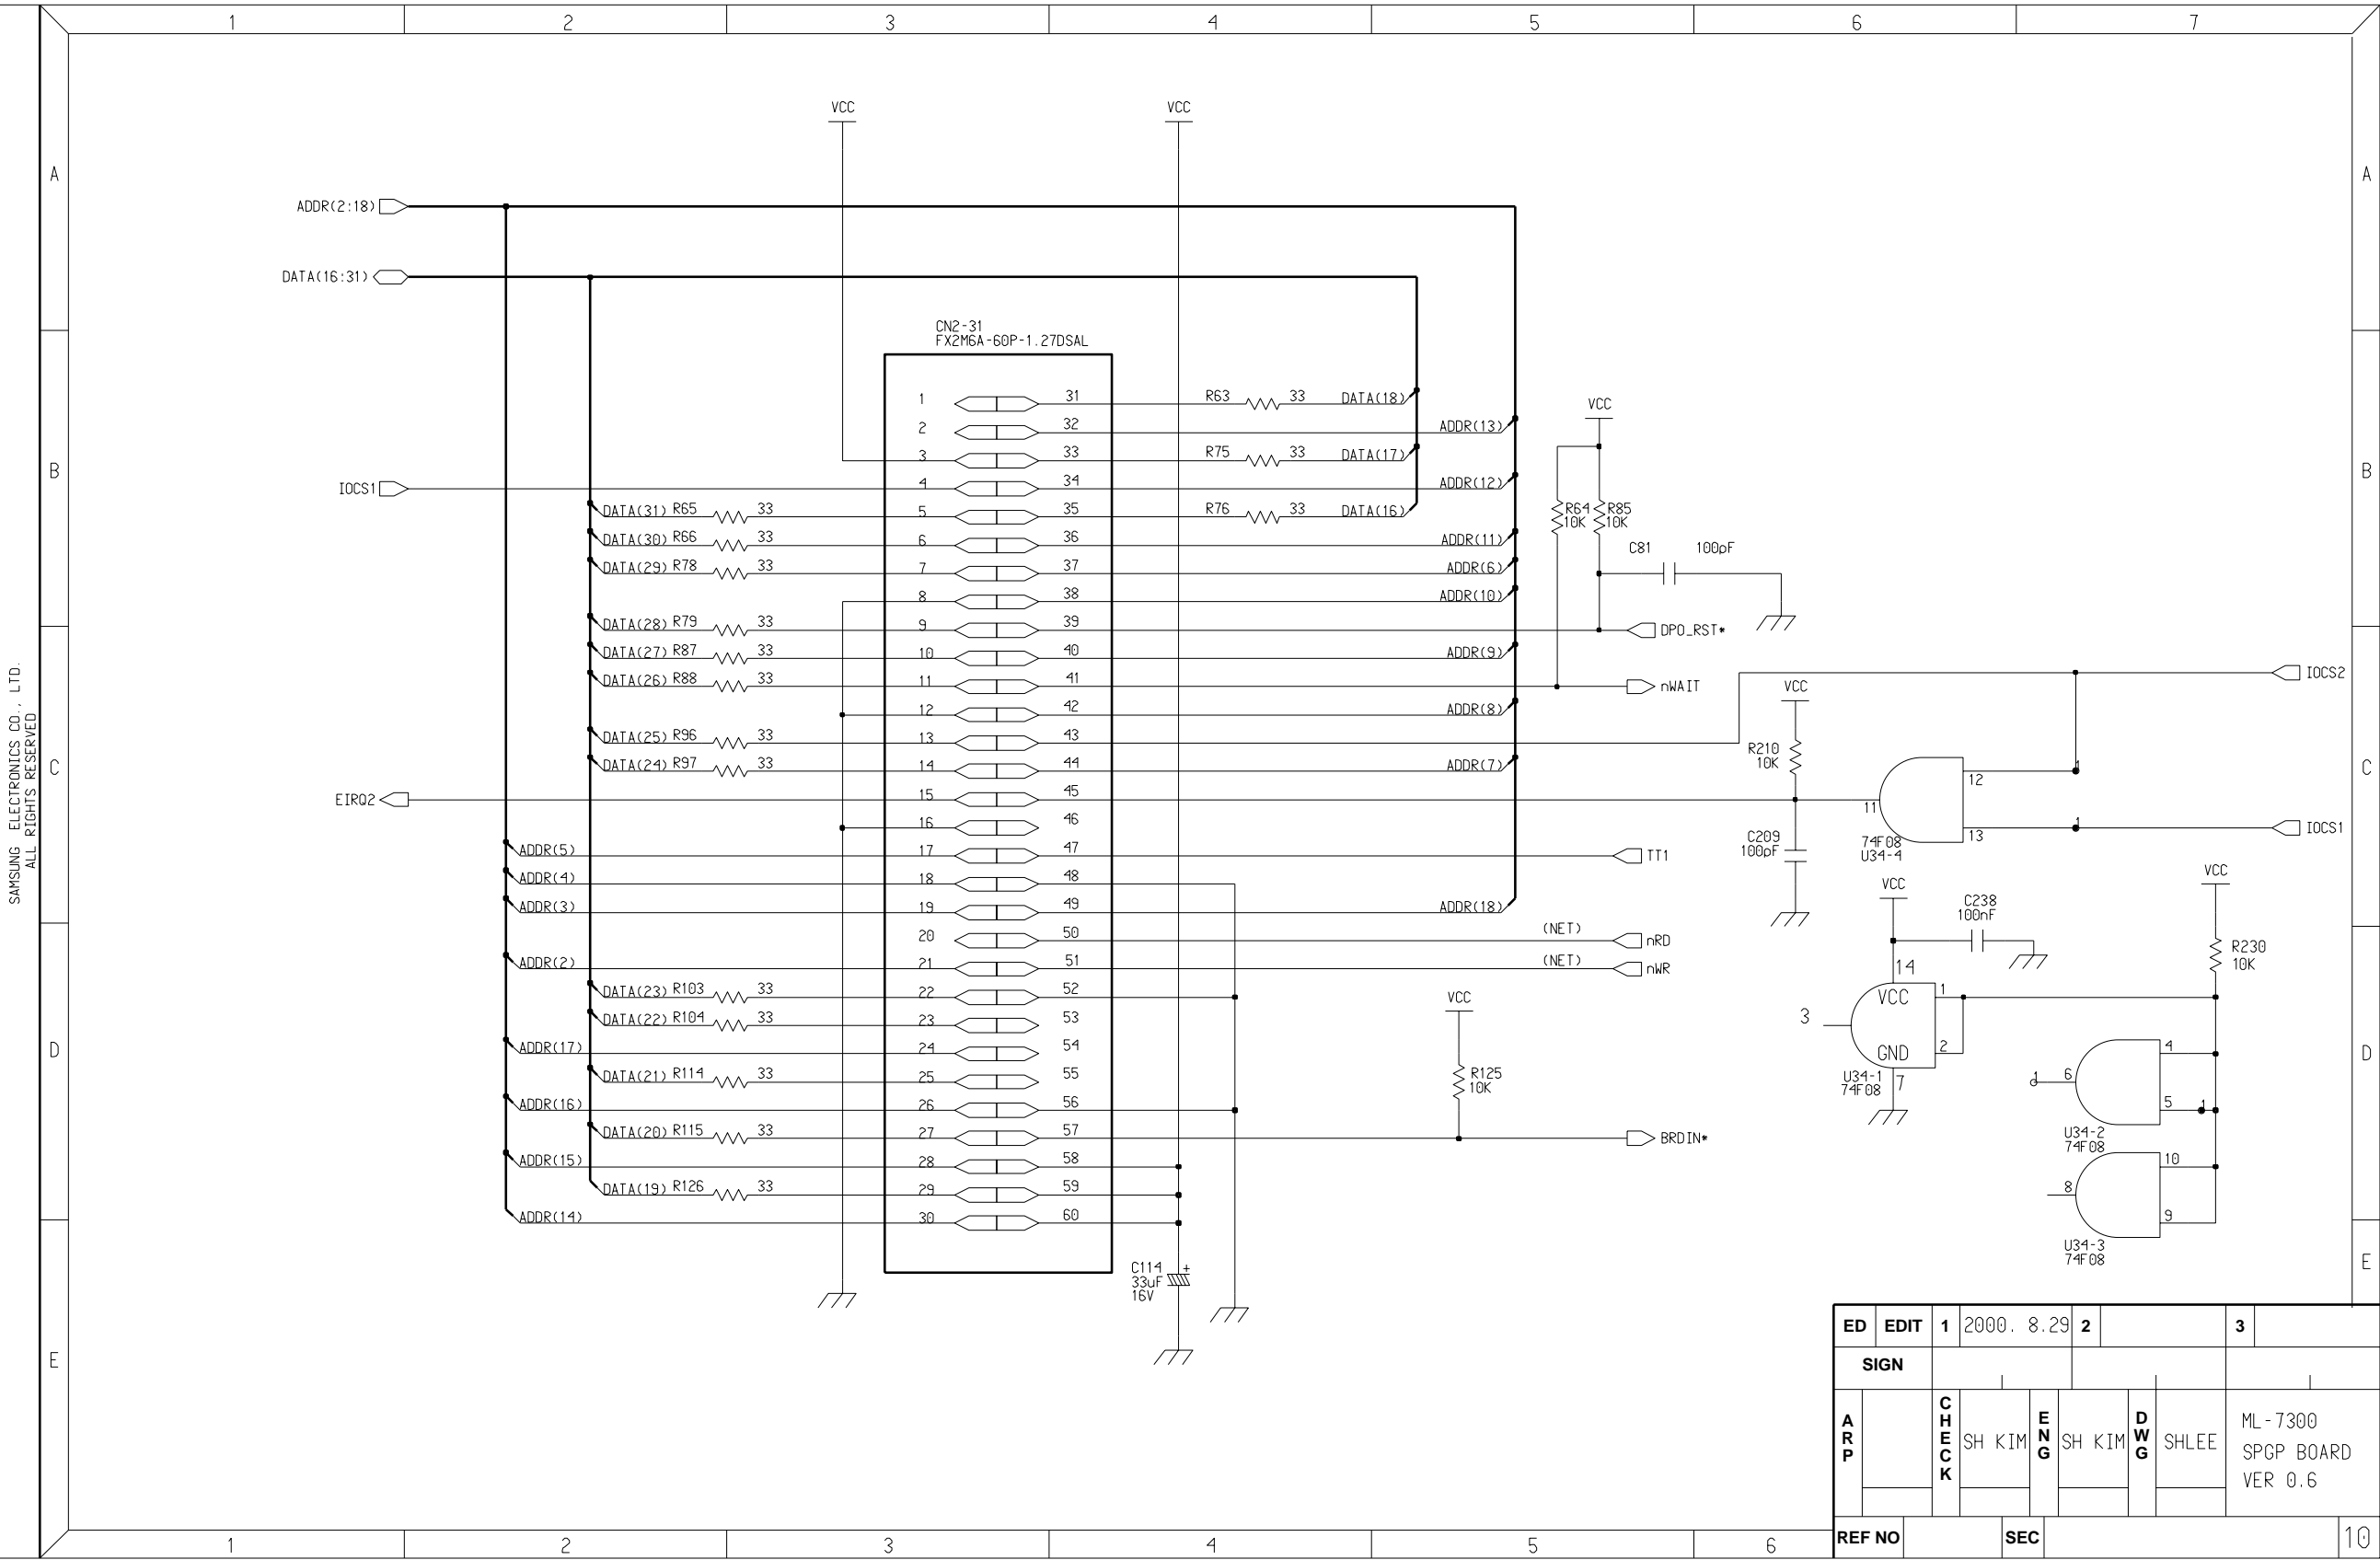 1 2 3 4 5 6 7
VCC VCC
A A
ADDR(2:18)
DATA(16:31)
CN2-31
FX2M6A-60P-1.27DSAL
1 31 R63 33 DATA(18)
VCC
2 32 ADDR(13)
3 33 R75 33 DATA(17)
B B
IOCS1 4 34 ADDR(12)
DATA(31) R65 33 5 35 R76 33 DATA(16)
R64 R85
10K 10K
DATA(30) R66 33 6 36 ADDR(11)
C81 100pF
DATA(29) R78 33 7 37 ADDR(6)
8 38 ADDR(10)
DATA(28) R79 33 9 39 DPO_RST*
DATA(27) R87 33 10 40 ADDR(9)
IOCS2
DATA(26) R88 33 11 41 nWAIT
VCC
12 42 ADDR(8)
DATA(25) R96 33 13 43
R210
10K
DATA(24) R97 33 14 44 ADDR(7)
C C
1 12
EIRQ2 15 45 11
16 46
1 13 IOCS1
74F08
U34-4
C209
100pF
ADDR(5) 17 47 TT1
ADDR(4) 18 48
VCC VCC
ADDR(3) 19 49 ADDR(18)
C238
100nF
20 50 (NET) nRD
R230
10K
ADDR(2) 21 51 (NET) nWR
14
DATA(23) R103 33 22 52
VCC
VCC 1
DATA(22) R104 33 23 53
3
D D
ADDR(17) 24 54
GND 2
4
DATA(21) R114 33 25 55
R125
10K
U34-1
74F08
7
1 6
ADDR(16) 26 56
5 1
DATA(20) R115 33 27 57 BRDIN*
U34-2
74F08
ADDR(15) 28 58
10
DATA(19) R126 33 29 59
8
ADDR(14) 30 60
9
U34-3
74F08
E E
C114 +
33uF
16V
SAMSUNG ELECTRONICS CO., LTD.
ALL RIGHTS RESERVED
ED EDIT 1 2000. 8.29 2 3
SIGN
ARP CHECK SH KIM ENG SH KIM DWG SHLEE
ML-7300
SPGP BOARD
VER 0.6
REF NO SEC 10
1 2 3 4 5 6